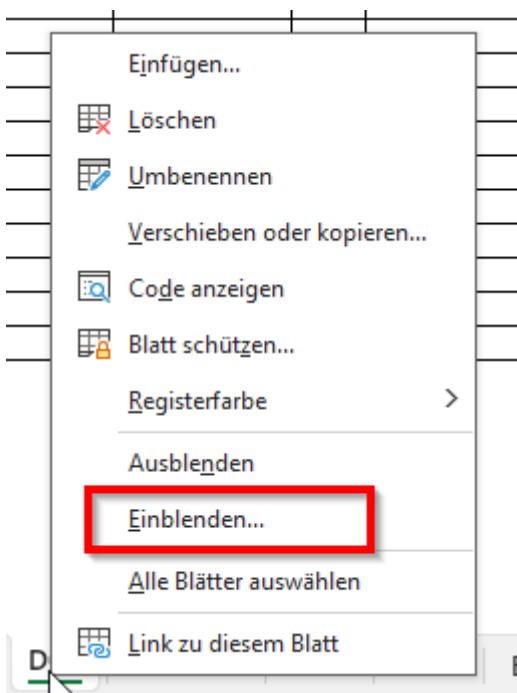 Einfügen...
Löschen
Umbenennen
Verschieben oder kopieren...
Code anzeigen
Blatt schützen...
Registerfarbe
Ausblenden
Einblenden...
Alle Blätter auswählen
Link zu diesem Blatt